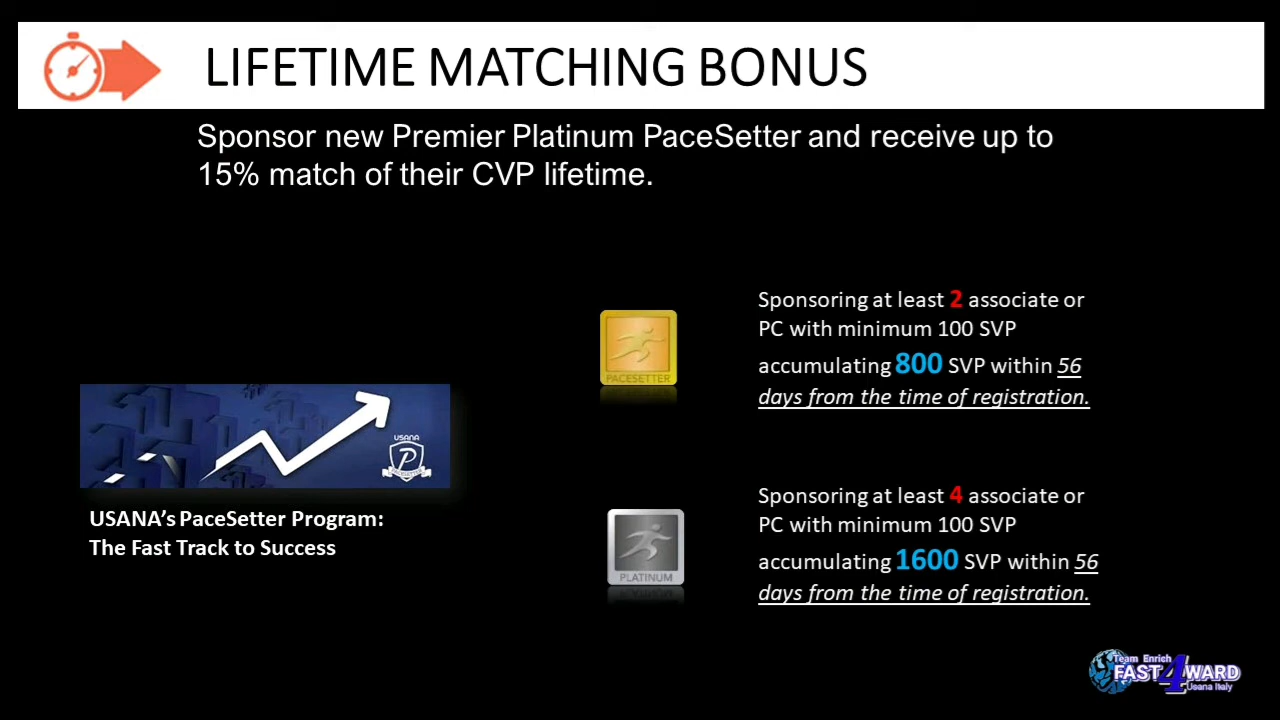 LIFETIME MATCHING BONUS
Sponsor new Premier Platinum PaceSetter and receive up to
15% match of their CVP lifetime.
Sponsoring at least 2 associate or
PC with minimum 100 SVP
accumulating 800 SVP within 56
days from the time of registration.
PACESETTER
USANA
P
USANA's PaceSetter Program:
The Fast Track to Success
Sponsoring at least 4 associate or
PC with minimum 100 SVP
accumulating 1600 SVP within 56
days from the time of registration.
PLATINUM
Team Enrich
FAST4WARD
Usana Italy